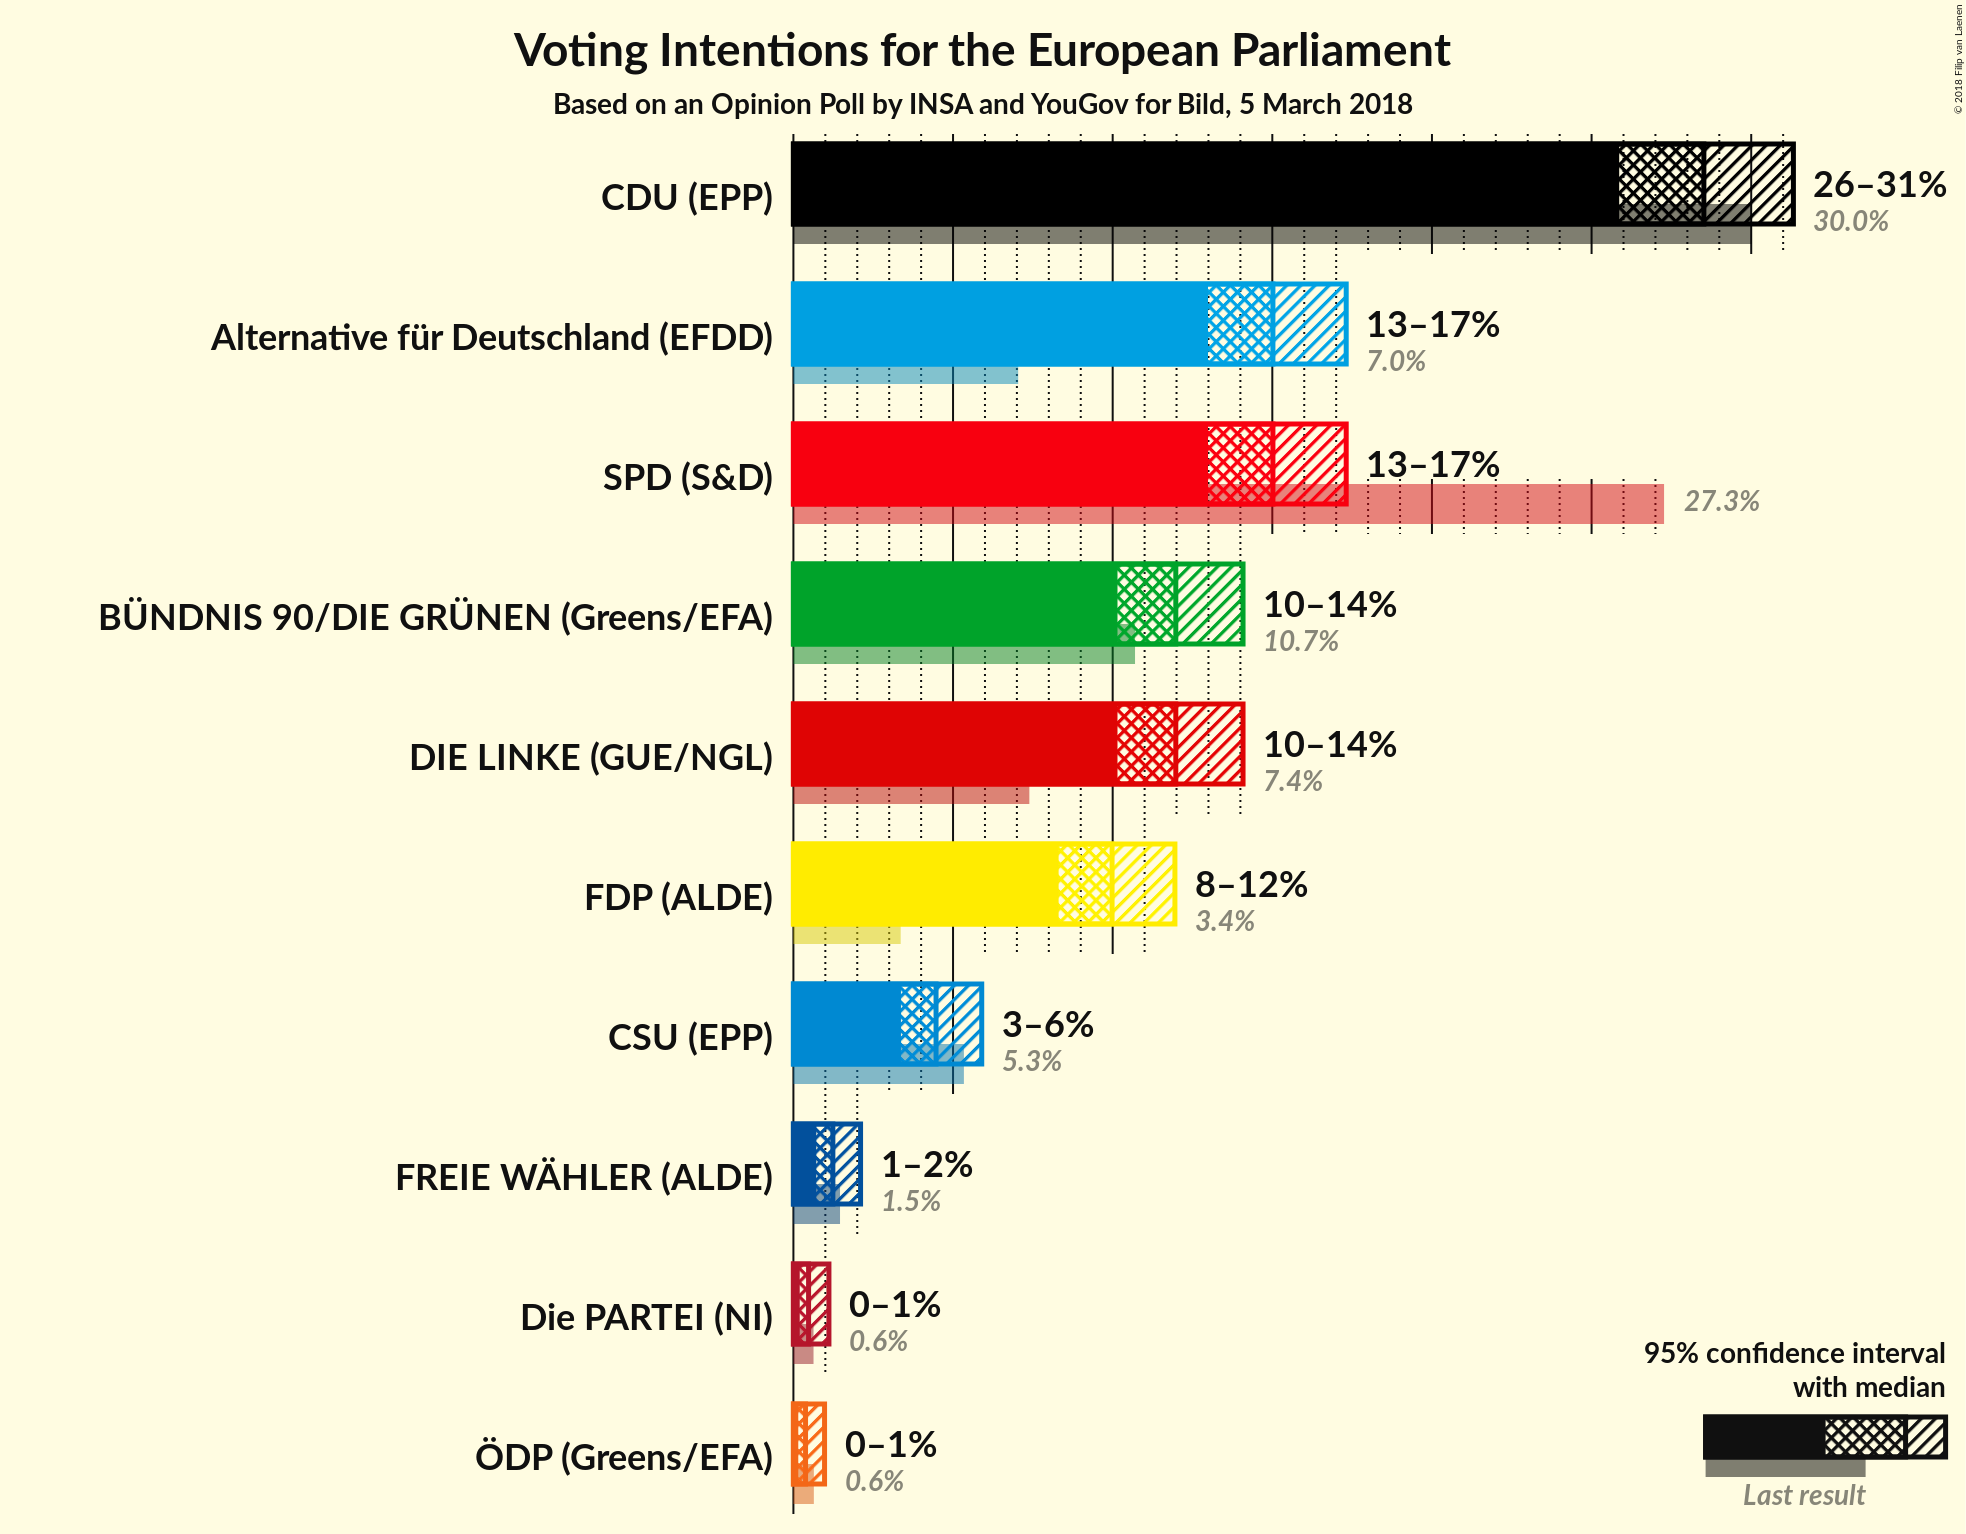 Voting Intentions for the European Parliament
Based on an Opinion Poll by INSA and YouGov for Bild, 5 March 2018
© 2018 Filip van Laenen
CDU (EPP)
26–31%
30.0%
Alternative für Deutschland (EFDD)
13–17%
7.0%
SPD (S&D)
13–17%
27.3%
BÜNDNIS 90/DIE GRÜNEN (Greens/EFA)
10–14%
10.7%
DIE LINKE (GUE/NGL)
10–14%
7.4%
FDP (ALDE)
8–12%
3.4%
CSU (EPP)
3–6%
5.3%
FREIE WÄHLER (ALDE)
1–2%
1.5%
Die PARTEI (NI)
0–1%
0.6%
ÖDP (Greens/EFA)
0–1%
0.6%
95% confidence interval
with median
Last result